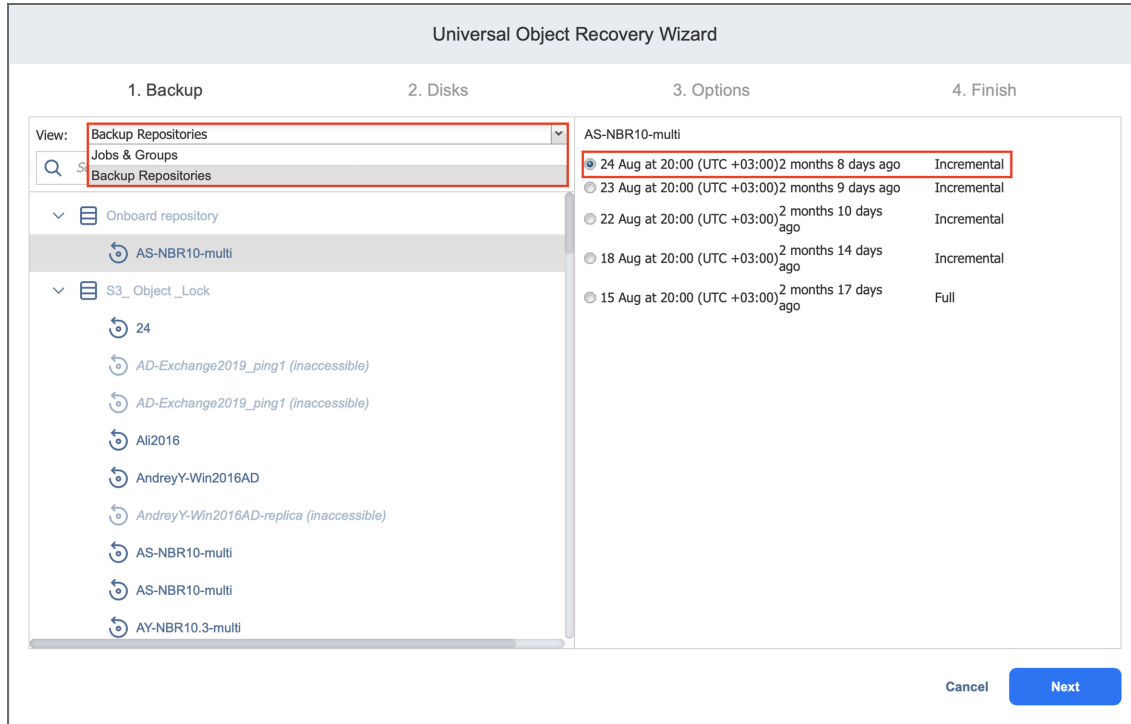 Universal Object Recovery Wizard
1. Backup
2. Disks
3. Options
4. Finish
View:
Backup Repositories
Jobs & Groups
Backup Repositories
Onboard repository
AS-NBR10-multi
S3_ Object _Lock
24
AD-Exchange2019_ping1 (inaccessible)
AD-Exchange2019_ping1 (inaccessible)
Ali2016
AndreyY-Win2016AD
AndreyY-Win2016AD-replica (inaccessible)
AS-NBR10-multi
AS-NBR10-multi
AY-NBR10.3-multi
AS-NBR10-multi
24 Aug at 20:00 (UTC +03:00)2 months 8 days ago Incremental
23 Aug at 20:00 (UTC +03:00)2 months 9 days ago Incremental
22 Aug at 20:00 (UTC +03:00)2 months 10 days
ago
Incremental
18 Aug at 20:00 (UTC +03:00)2 months 14 days
ago
Incremental
15 Aug at 20:00 (UTC +03:00)2 months 17 days
ago
Full
Cancel
Next